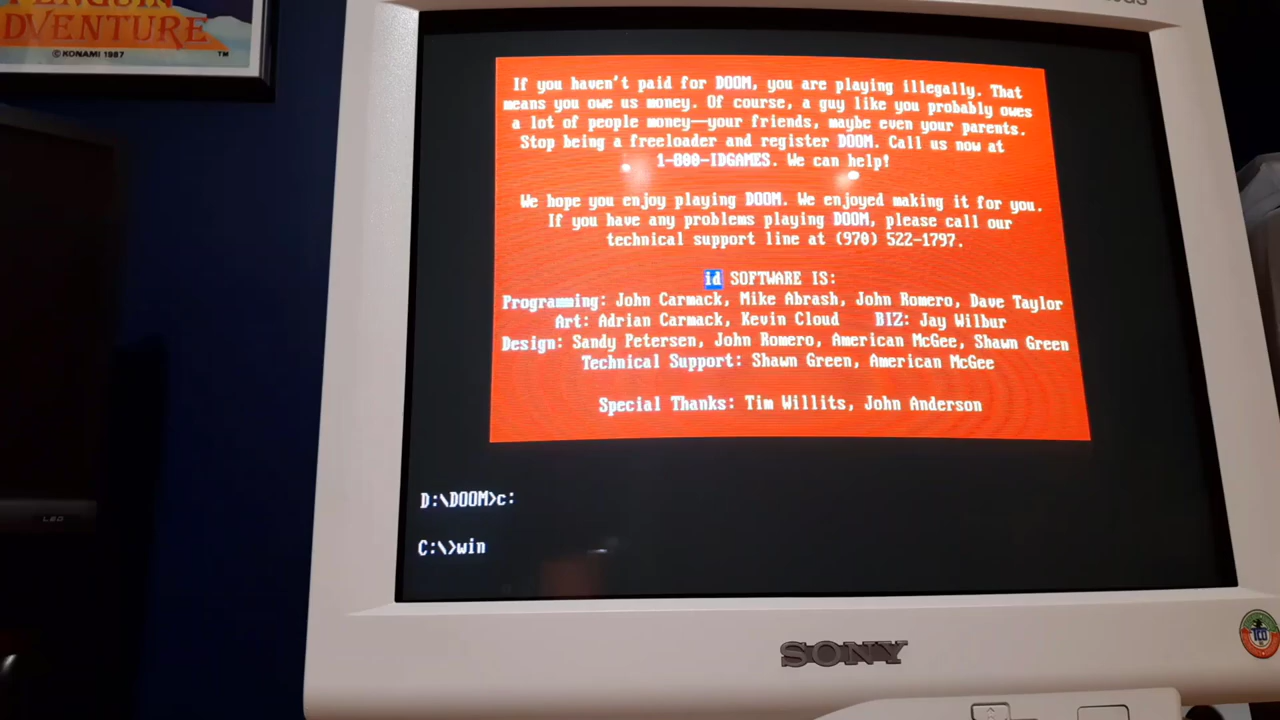 PENGUIN
ADVENTURE
©KONAMI 1987
TM
If you haven't paid for DOOM, you are playing illegally. That
means you owe us money. Of course, a guy like you probably owes
a lot of people money—your friends, maybe even your parents.
Stop being a freeloader and register DOOM. Call us now at
1-800-IDGAMES. We can help!
We hope you enjoy playing DOOM. We enjoyed making it for you.
If you have any problems playing DOOM, please call our
technical support line at (970) 522-1797.
id SOFTWARE IS:
Programming: John Carmack, Mike Abrash, John Romero, Dave Taylor
Art: Adrian Carmack, Kevin Cloud BIZ: Jay Wilbur
Design: Sandy Petersen, John Romero, American McGee, Shawn Green
Technical Support: Shawn Green, American McGee
Special Thanks: Tim Willits, John Anderson
D:\DOOM>c:
C:\>win
SONY
TCO